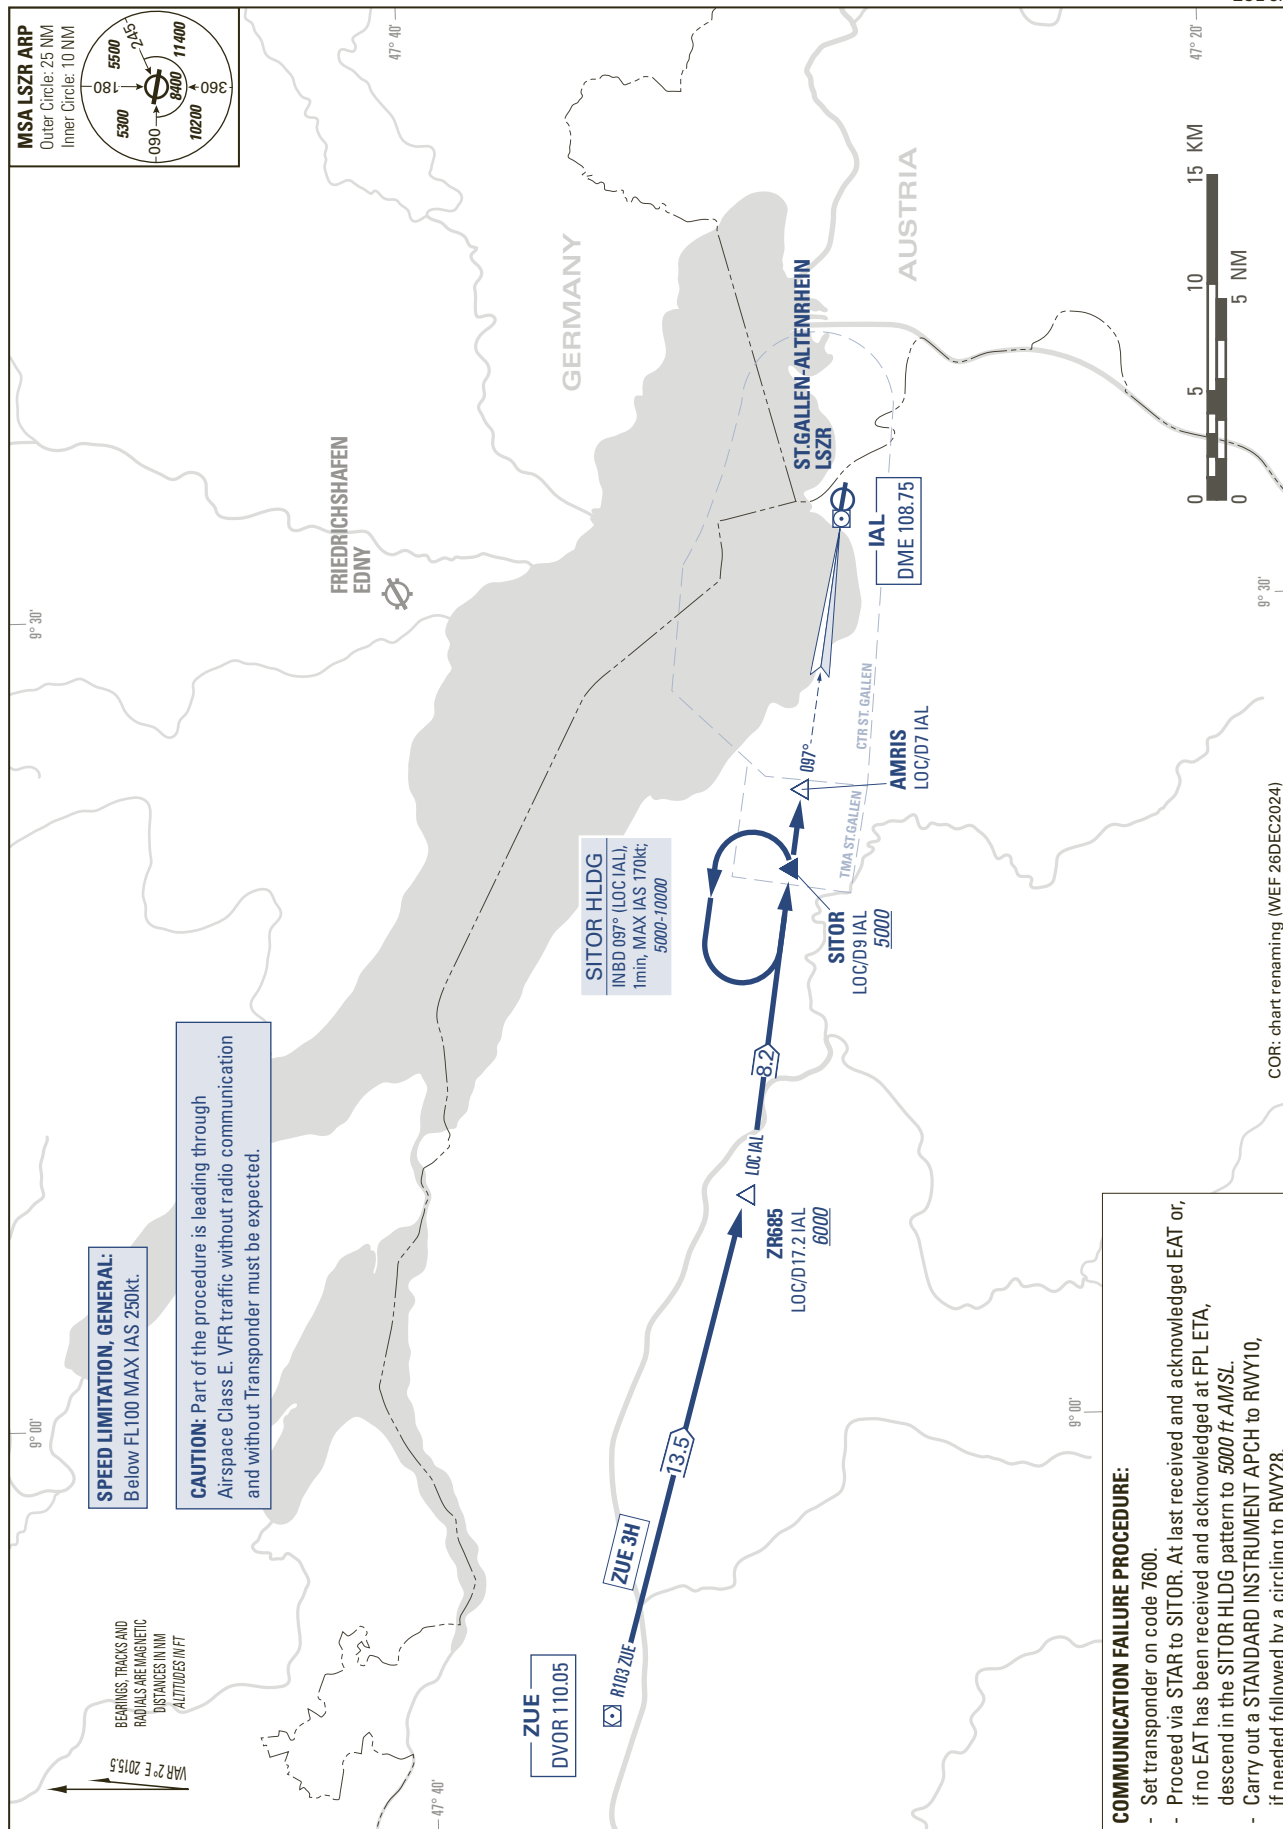 MSA LSZR ARP
Outer Circle: 25 NM
Inner Circle: 10 NM
5300
180
5500
245
090
8400
11400
10200
360
BEARINGS, TRACKS AND
RADIALS ARE MAGNETIC
DISTANCES IN NM
ALTITUDES IN FT
VAR 2° E 2015.5
SPEED LIMITATION, GENERAL:
Below FL100 MAX IAS 250kt.
CAUTION: Part of the procedure is leading through
Airspace Class E. VFR traffic without radio communication
and without Transponder must be expected.
9° 00'
9° 30'
47° 40'
47° 40'
47° 20'
9° 00'
9° 30'
FRIEDRICHSHAFEN
EDNY
GERMANY
AUSTRIA
SITOR HLDG
INBD 097° (LOC IAL),
1min, MAX IAS 170kt;
5000-10000
ZUE
DVOR 110.05
R103 ZUE
ZUE 3H
13.5
ZR685
LOC/D17.2 IAL
6000
LOC IAL
8.2
SITOR
LOC/D9 IAL
5000
TMA ST.GALLEN
CTR ST. GALLEN
097°
AMRIS
LOC/D7 IAL
ST.GALLEN-ALTENRHEIN
LSZR
IAL
DME 108.75
0 5 10 15 KM
0 5 NM
COMMUNICATION FAILURE PROCEDURE:
- Set transponder on code 7600.
- Proceed via STAR to SITOR. At last received and acknowledged EAT or,
if no EAT has been received and acknowledged at FPL ETA,
descend in the SITOR HLDG pattern to 5000 ft AMSL.
- Carry out a STANDARD INSTRUMENT APCH to RWY10,
if needed followed by a circling to RWY28.
COR: chart renaming (WEF 26DEC2024)